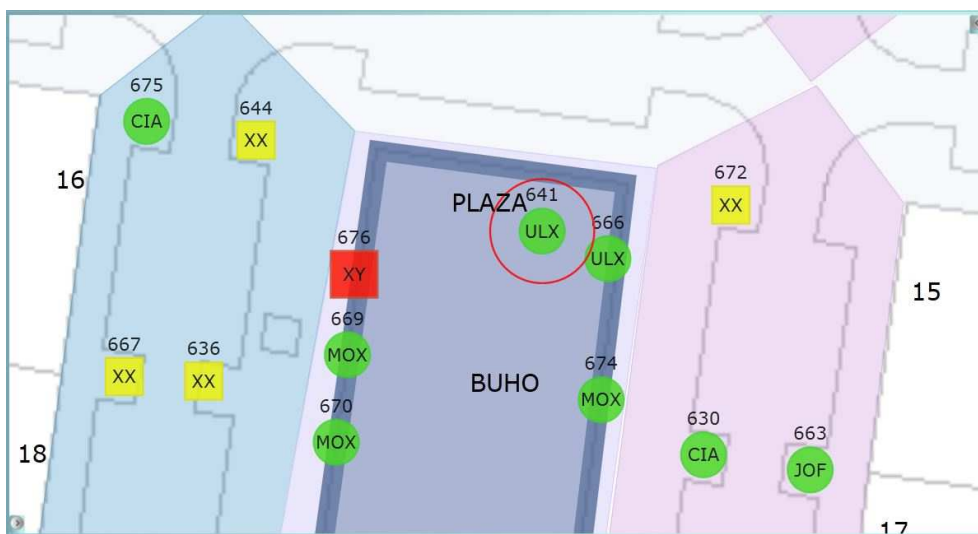 675
CIA
644
XX
16
PLAZA
641
ULX
666
ULX
672
XX
676
XY
15
669
MOX
667
XX
636
XX
BUHO
674
MOX
670
MOX
630
CIA
663
JOF
18
17